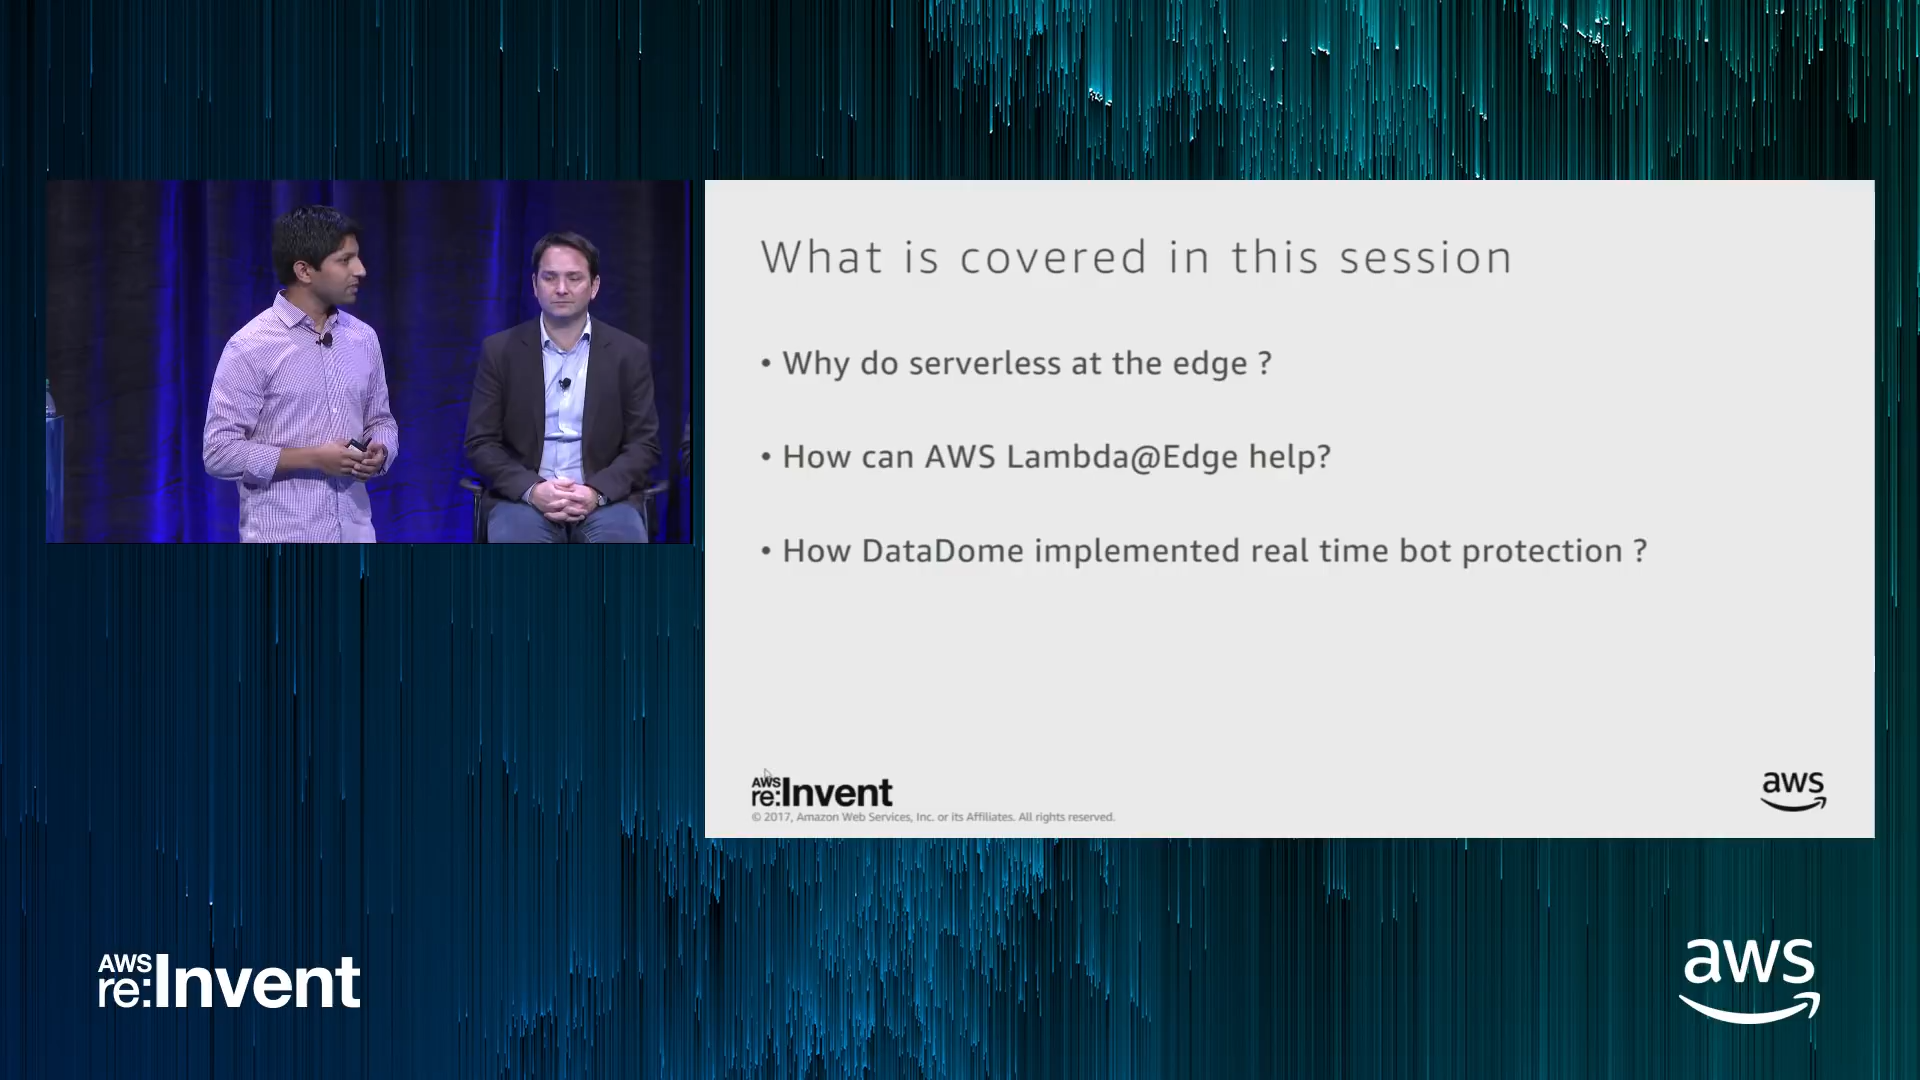 What is covered in this session
• Why do serverless at the edge ?
• How can AWS Lambda@Edge help?
• How DataDome implemented real time bot protection ?
AWS
re:Invent
© 2017, Amazon Web Services, Inc. or its Affiliates. All rights reserved.
aws
AWS
re:Invent
aws